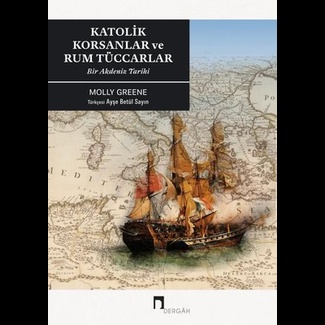 KATOLİK
KORSANLAR ve
RUM TÜCCARLAR
Bir Akdeniz Tarihi
MOLLY GREENE
Türkçesi Ayşe Betül Sayın
DERGÂH